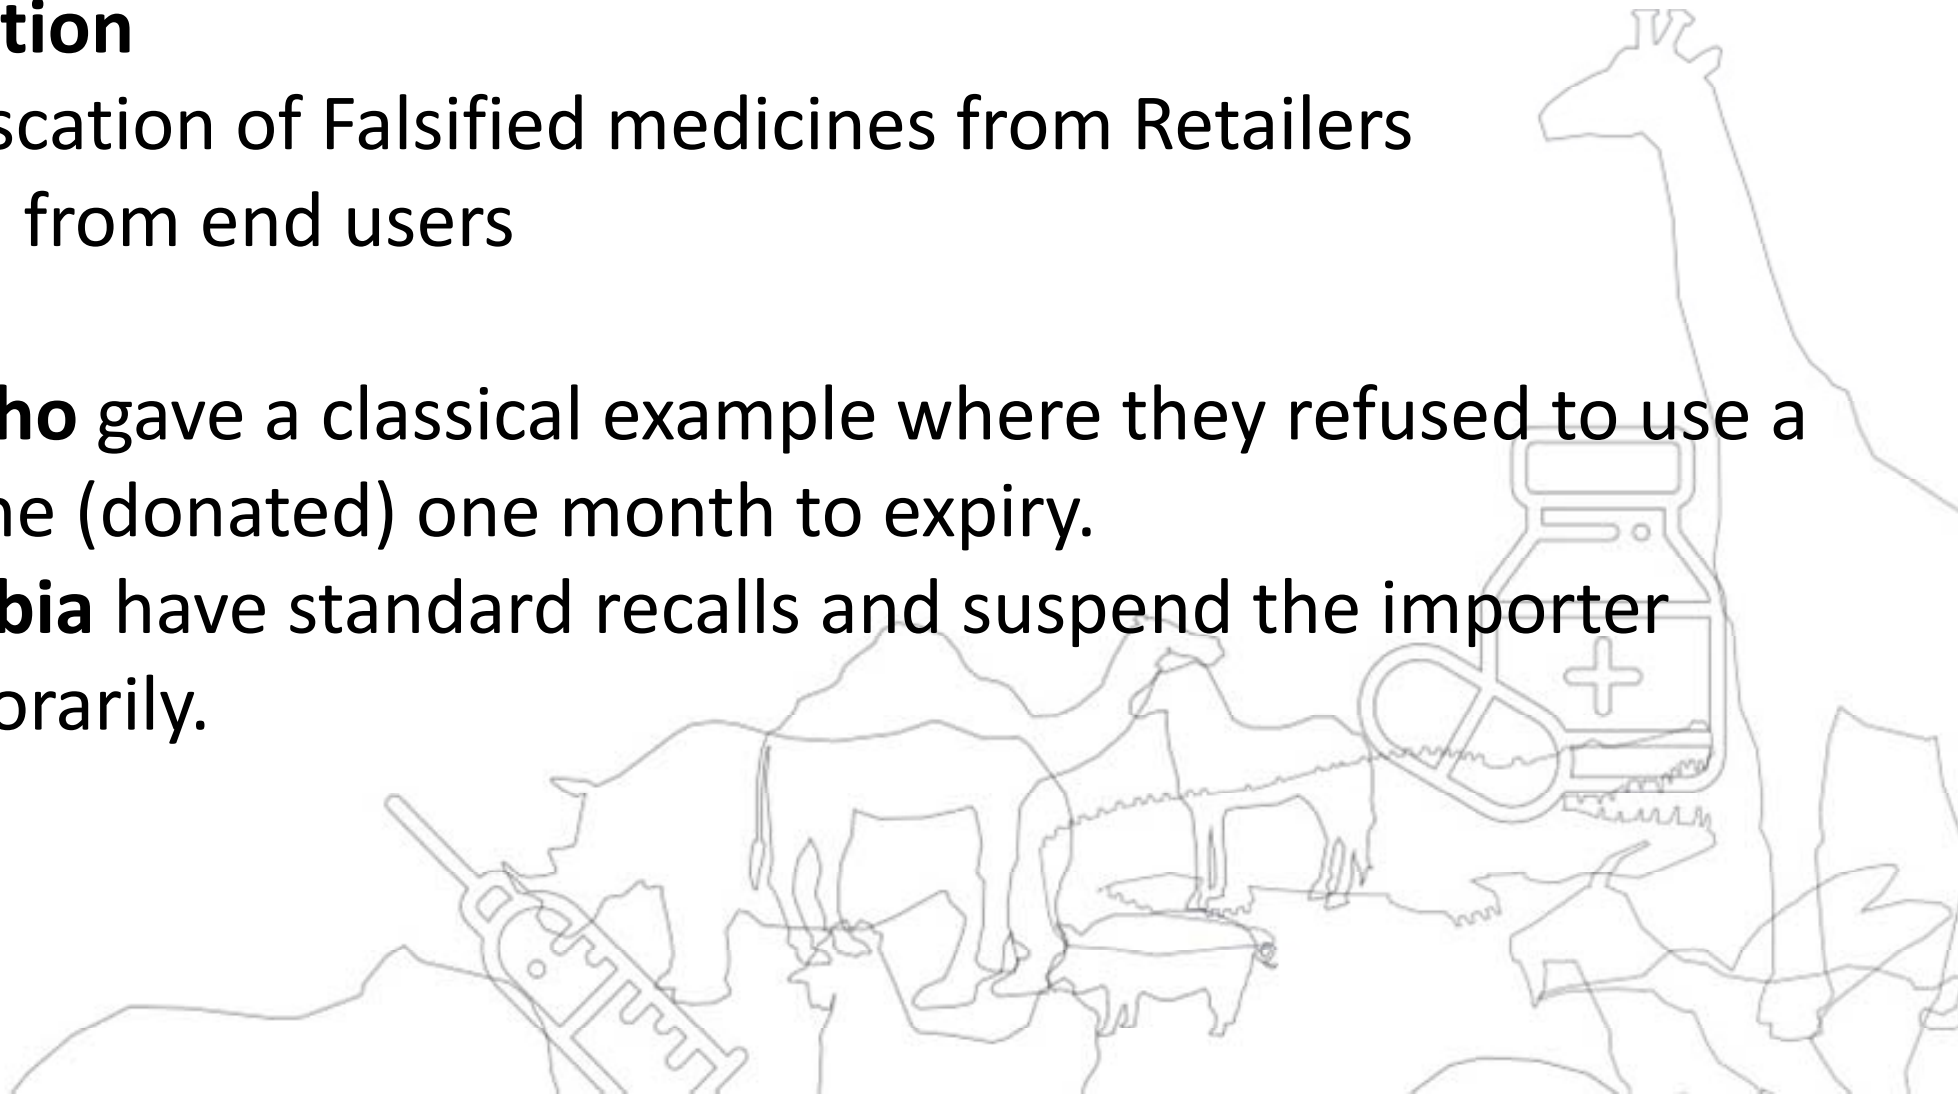 tion
scation of Falsified medicines from Retailers
from end users
ho gave a classical example where they refused to use a
ne (donated) one month to expiry.
bia have standard recalls and suspend the importer
orarily.